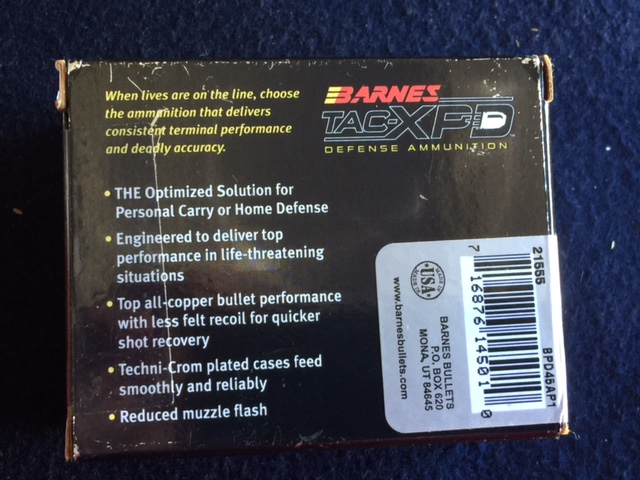 When lives are on the line, choose
the ammunition that delivers
consistent terminal performance
and deadly accuracy.
BARNES
TAC-XPD
DEFENSE AMMUNITION
• THE Optimized Solution for
Personal Carry or Home Defense
• Engineered to deliver top
performance in life-threatening
situations
• Top all-copper bullet performance
with less felt recoil for quicker
shot recovery
• Techni-Crom plated cases feed
smoothly and reliably
• Reduced muzzle flash
21555
BPD45AP1
7 16876 14501 0
MADE IN
USA
BARNES BULLETS
P.O. BOX 620
MONA, UT 84645
www.barnesbullets.com